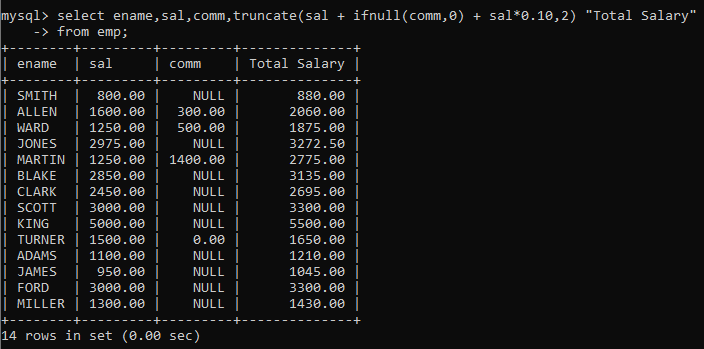 mysql> select ename,sal,comm,truncate(sal + ifnull(comm,0) + sal*0.10,2) "Total Salary"
    -> from emp;
+--------+---------+---------+--------------+
| ename  | sal     | comm    | Total Salary |
+--------+---------+---------+--------------+
| SMITH  |  800.00 |    NULL |       880.00 |
| ALLEN  | 1600.00 |  300.00 |      2060.00 |
| WARD   | 1250.00 |  500.00 |      1875.00 |
| JONES  | 2975.00 |    NULL |      3272.50 |
| MARTIN | 1250.00 | 1400.00 |      2775.00 |
| BLAKE  | 2850.00 |    NULL |      3135.00 |
| CLARK  | 2450.00 |    NULL |      2695.00 |
| SCOTT  | 3000.00 |    NULL |      3300.00 |
| KING   | 5000.00 |    NULL |      5500.00 |
| TURNER | 1500.00 |    0.00 |      1650.00 |
| ADAMS  | 1100.00 |    NULL |      1210.00 |
| JAMES  |  950.00 |    NULL |      1045.00 |
| FORD   | 3000.00 |    NULL |      3300.00 |
| MILLER | 1300.00 |    NULL |      1430.00 |
+--------+---------+---------+--------------+
14 rows in set (0.00 sec)